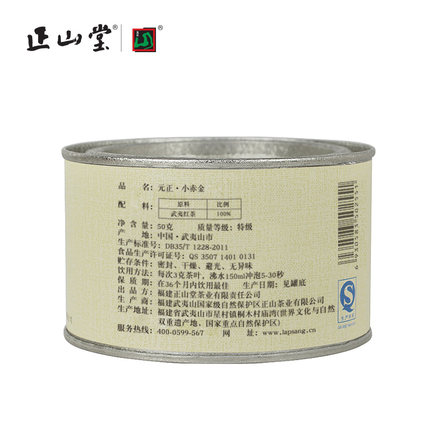 正山堂
品 名：元正·小赤金
配 料：
原料 比例
武夷红茶 100%
净含量：50克 质量等级：特级
产 地：中国·武夷山市
生产标准号：DB35/T 1228-2011
食品生产许可证号：QS 3507 1401 0131
贮存条件：密封、干燥、避光、无异味
饮用方法：每次3克茶叶，沸水150ml冲泡5-30秒
保 质 期：在36个月内饮用最佳 生产日期：见罐底
出 品 方：福建正山堂茶业有限责任公司
生 产 商：福建武夷山国家级自然保护区正山茶业有限公司
生产地址：福建省武夷山市星村镇桐木村庙湾(世界文化与自然
双重遗产地、国家重点自然保护区)
服务热线：400-0599-567 网 址：www.lapsang.cn